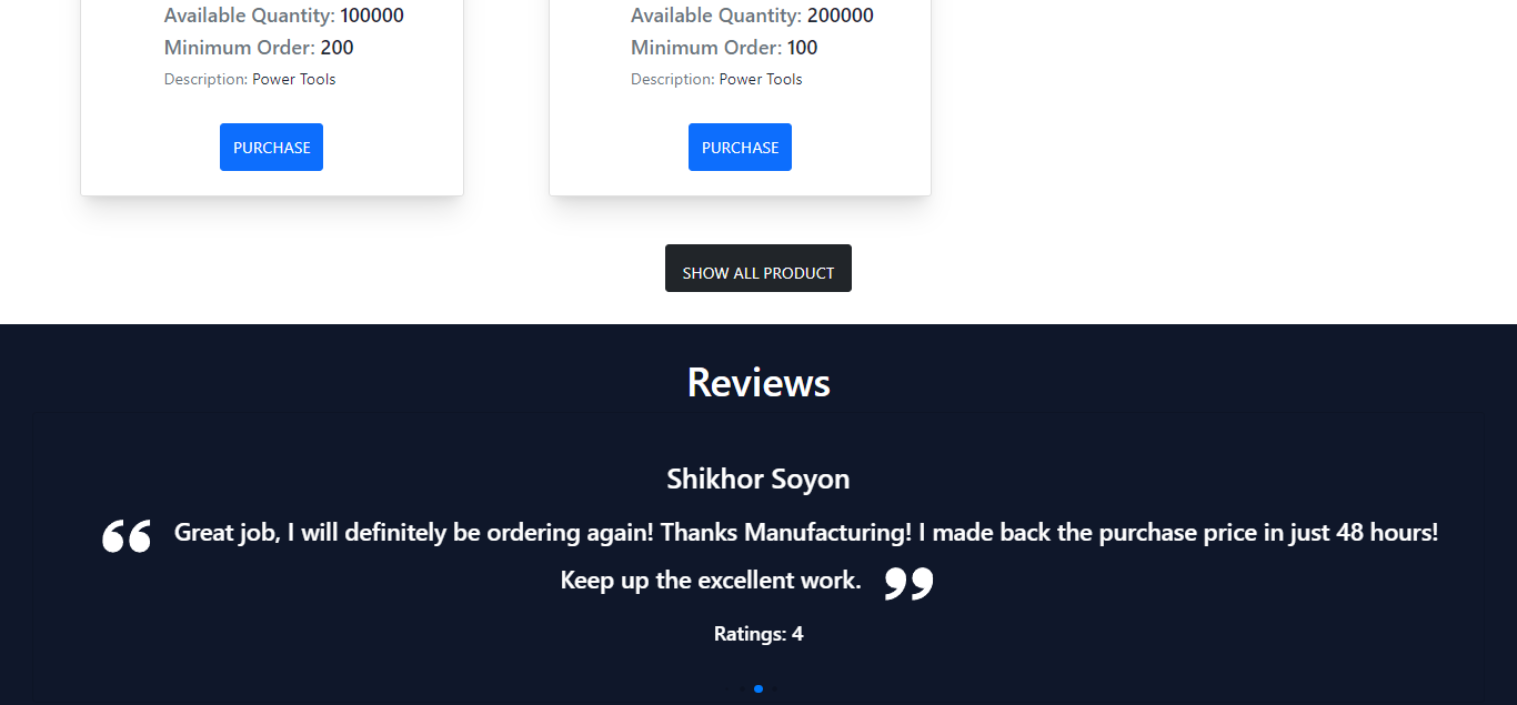 Available Quantity: 100000
Minimum Order: 200
Description: Power Tools
PURCHASE
Available Quantity: 200000
Minimum Order: 100
Description: Power Tools
PURCHASE
SHOW ALL PRODUCT
Reviews
Shikhor Soyon
“ Great job, I will definitely be ordering again! Thanks Manufacturing! I made back the purchase price in just 48 hours!
Keep up the excellent work. ”
Ratings: 4